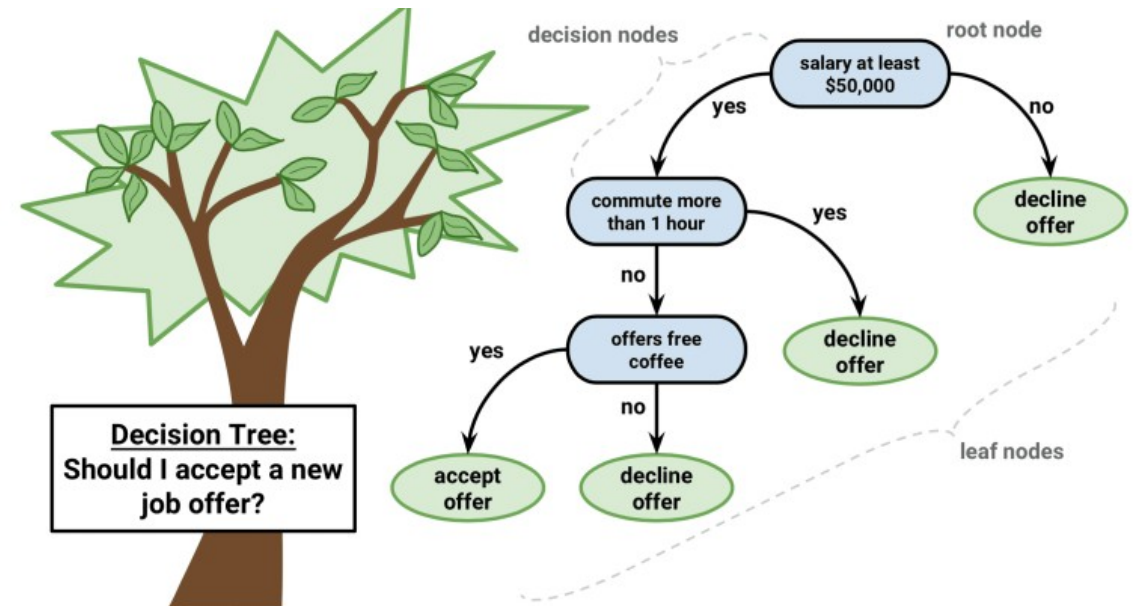 decision nodes
root node
salary at least
$50,000
yes
no
commute more
than 1 hour
yes
decline
offer
no
offers free
coffee
decline
offer
yes
no
leaf nodes
accept
offer
decline
offer
Decision Tree:
Should I accept a new
job offer?